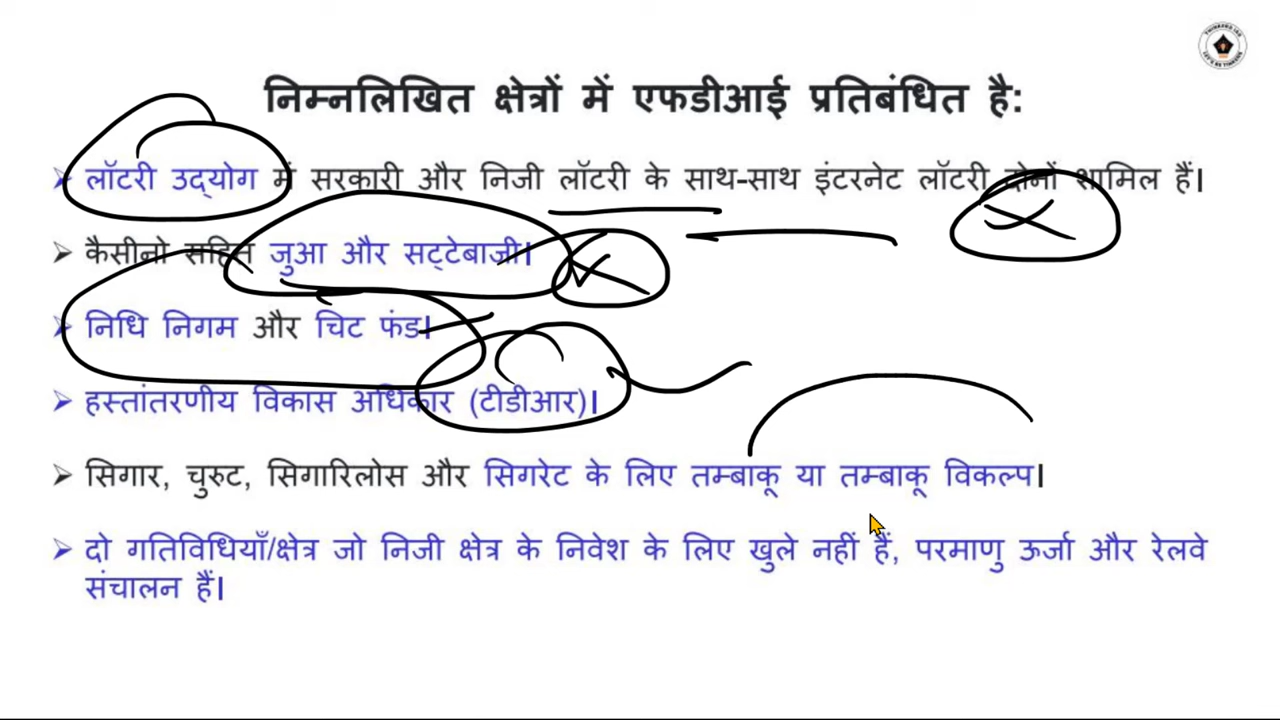 निम्नलिखित क्षेत्रों में एफडीआई प्रतिबंधित है:
➢ लॉटरी उद्योग में सरकारी और निजी लॉटरी के साथ-साथ इंटरनेट लॉटरी दोनों शामिल हैं।
➢ कैसीनो सहित जुआ और सट्टेबाजी।
➢ निधि निगम और चिट फंड।
➢ हस्तांतरणीय विकास अधिकार (टीडीआर)।
➢ सिगार, चुरुट, सिगारिलोस और सिगरेट के लिए तम्बाकू या तम्बाकू विकल्प।
➢ दो गतिविधियाँ/क्षेत्र जो निजी क्षेत्र के निवेश के लिए खुले नहीं हैं, परमाणु ऊर्जा और रेलवे
संचालन हैं।